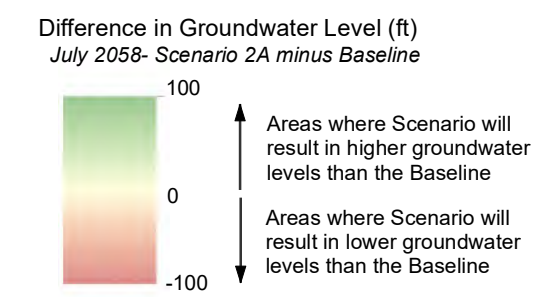 Difference in Groundwater Level (ft)
July 2058- Scenario 2A minus Baseline
100
Areas where Scenario will
result in higher groundwater
levels than the Baseline
0
Areas where Scenario will
result in lower groundwater
levels than the Baseline
-100